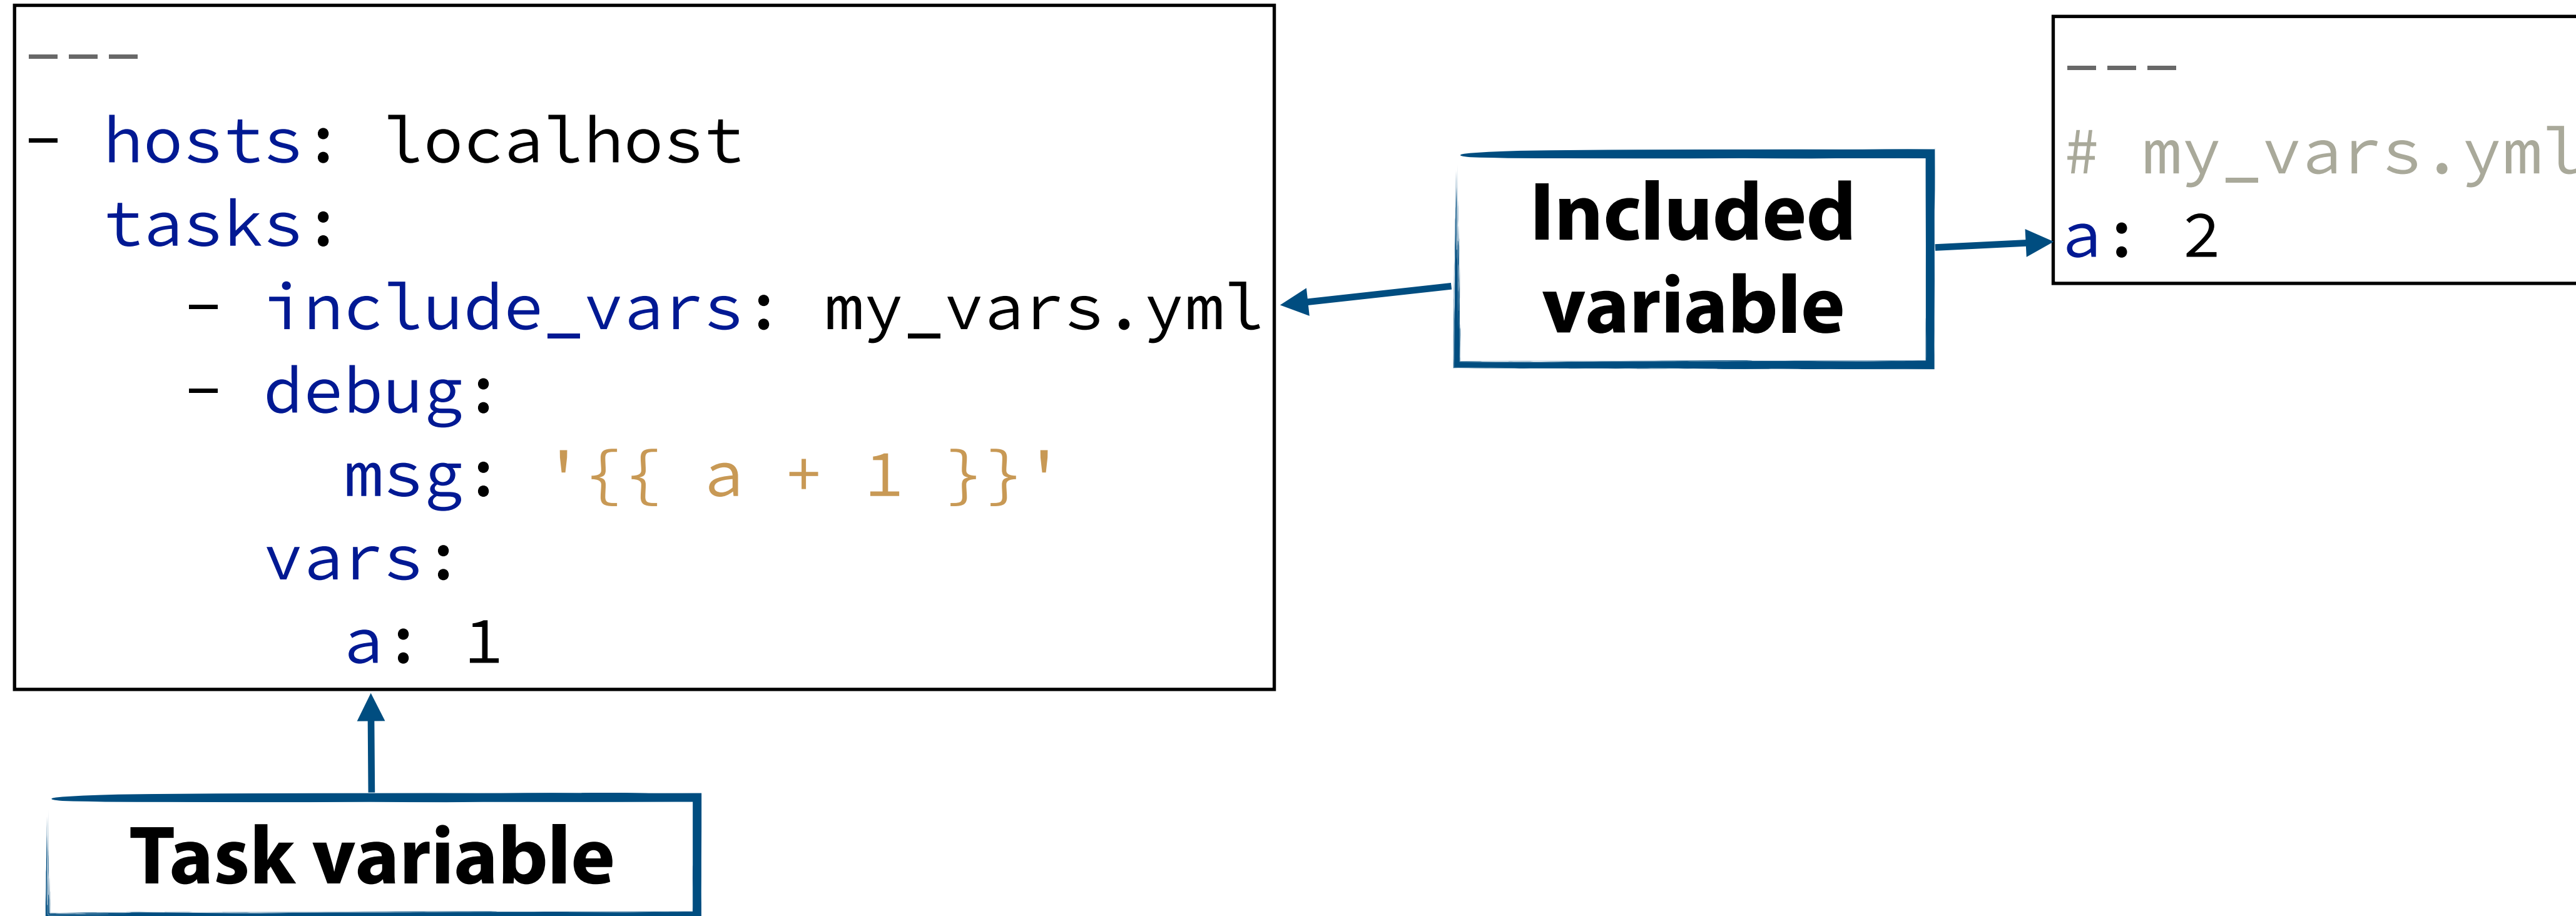 ---
- hosts: localhost
  tasks:
    - include_vars: my_vars.yml
    - debug:
        msg: '{{ a + 1 }}'
      vars:
        a: 1
Task variable
Included
variable
---
# my_vars.yml
a: 2